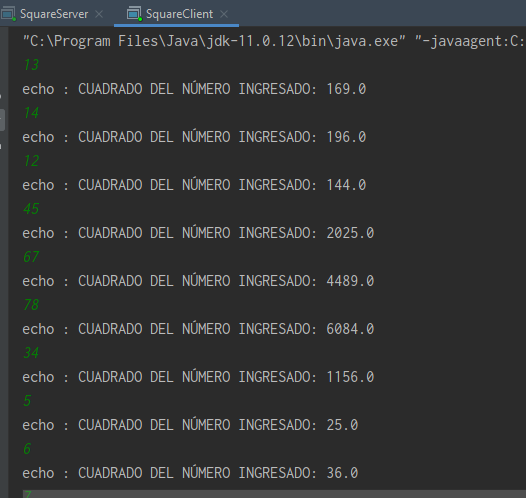 SquareServer × SquareClient ×
"C:\Program Files\Java\jdk-11.0.12\bin\java.exe" "-javaagent:C:
13
echo : CUADRADO DEL NÚMERO INGRESADO: 169.0
14
echo : CUADRADO DEL NÚMERO INGRESADO: 196.0
12
echo : CUADRADO DEL NÚMERO INGRESADO: 144.0
45
echo : CUADRADO DEL NÚMERO INGRESADO: 2025.0
67
echo : CUADRADO DEL NÚMERO INGRESADO: 4489.0
78
echo : CUADRADO DEL NÚMERO INGRESADO: 6084.0
34
echo : CUADRADO DEL NÚMERO INGRESADO: 1156.0
5
echo : CUADRADO DEL NÚMERO INGRESADO: 25.0
6
echo : CUADRADO DEL NÚMERO INGRESADO: 36.0